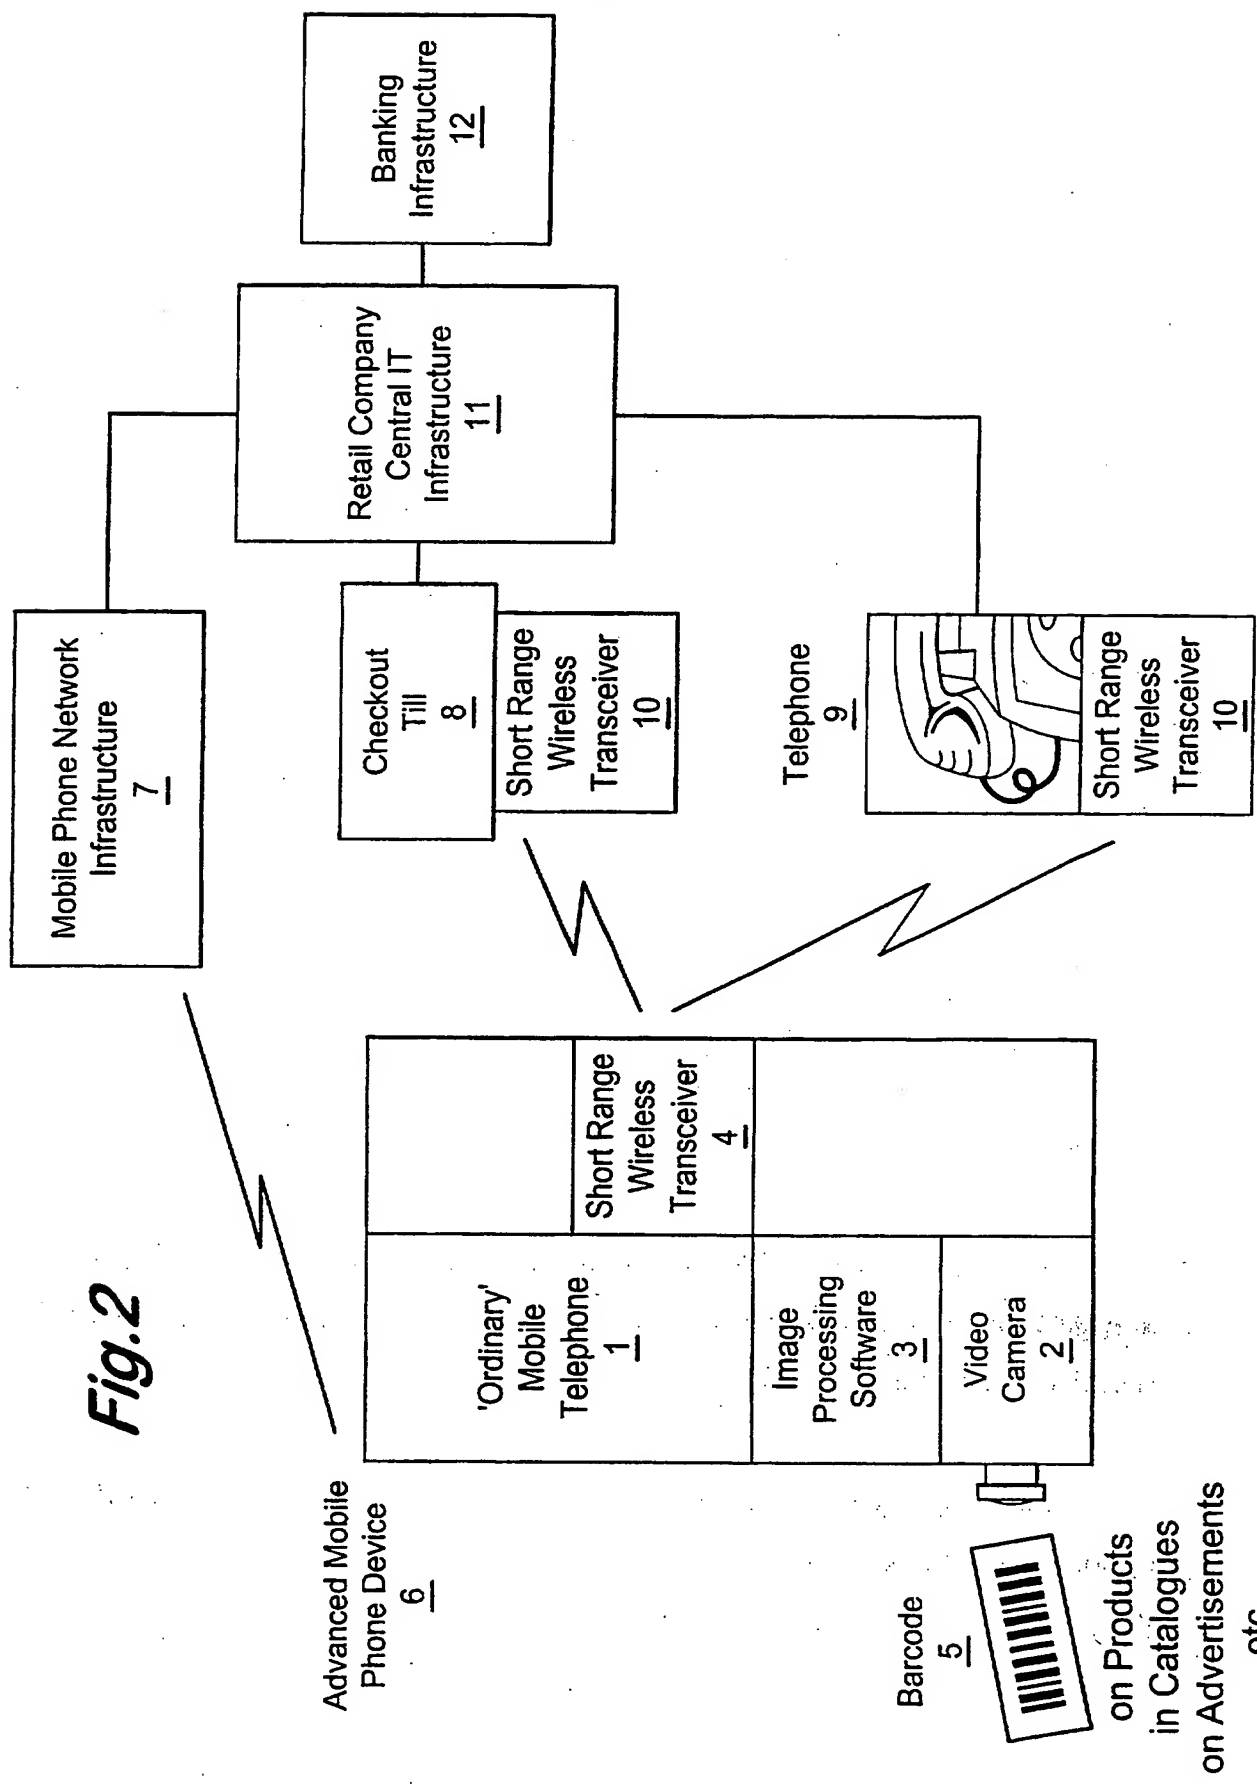 Fig.2
Advanced Mobile
Phone Device
6
Mobile Phone Network
Infrastructure
7
'Ordinary'
Mobile
Telephone
1
Short Range
Wireless
Transceiver
4
Image
Processing
Software
3
Video
Camera
2
Barcode
5
on Products
in Catalogues
on Advertisements
etc
Checkout
Till
8
Short Range
Wireless
Transceiver
10
Telephone
9
Short Range
Wireless
Transceiver
10
Retail Company
Central IT
Infrastructure
11
Banking
Infrastructure
12